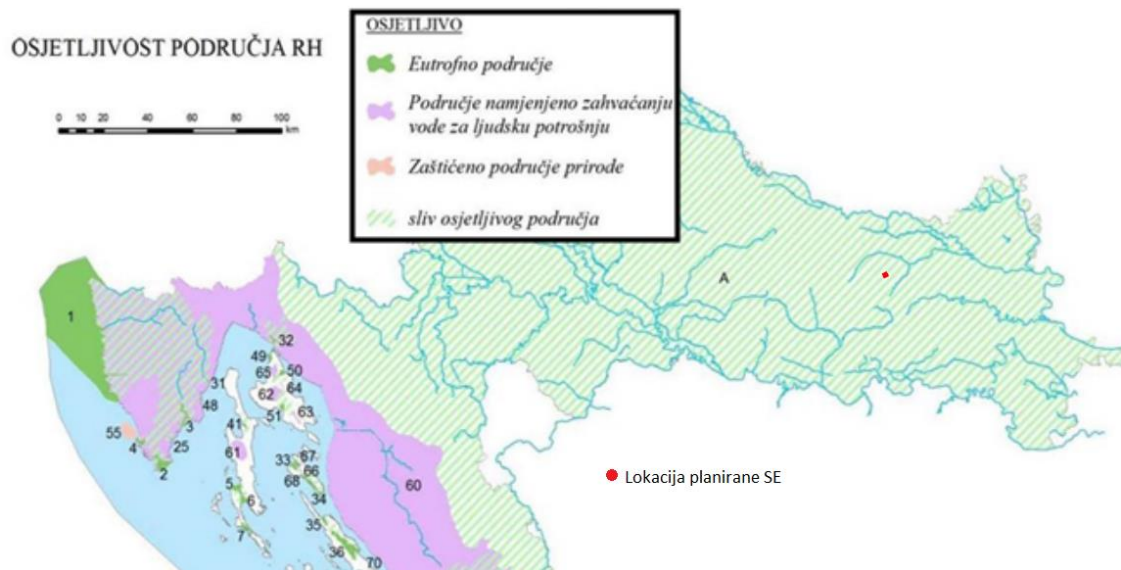 OSJETLJIVOST PODRUČJA RH
0 10 20 40 60 80 100
km
OSJETLJIVO
Eutrofno područje
Područje namjenjeno zahvaćanju
vode za ljudsku potrošnju
Zaštićeno područje prirode
sliv osjetljivog područja
A
1
32
49
65
50
31
62
64
51
63
48
3
41
55
4
25
2
61
33
67
66
68
5
6
34
60
7
35
36
70
Lokacija planirane SE